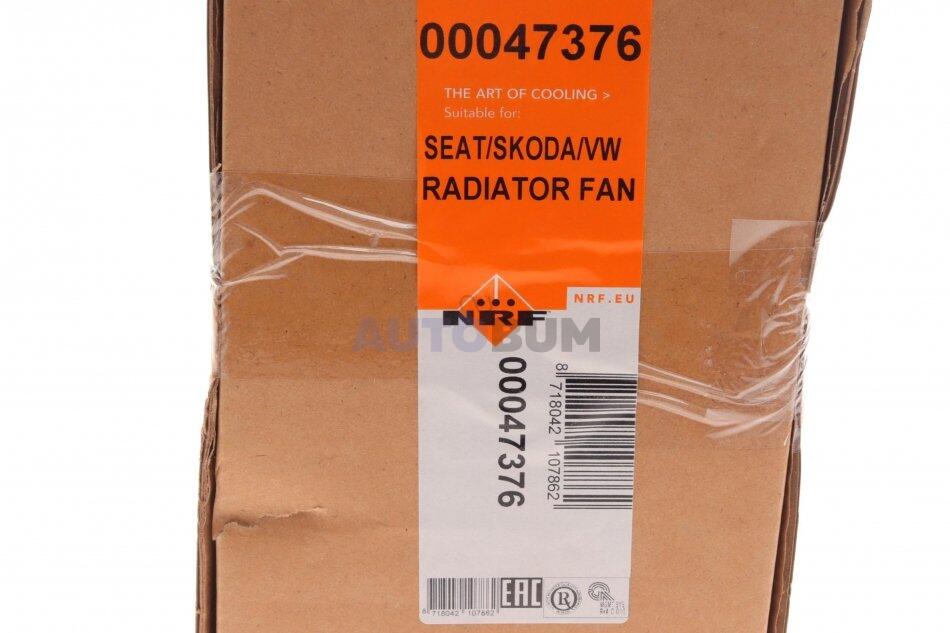 00047376
THE ART OF COOLING >
Suitable for:
SEAT/SKODA/VW
RADIATOR FAN
NRF.EU
NRF
AUTOBUM
00047376
8 718042 107862
8 718042 107862
EAC
R